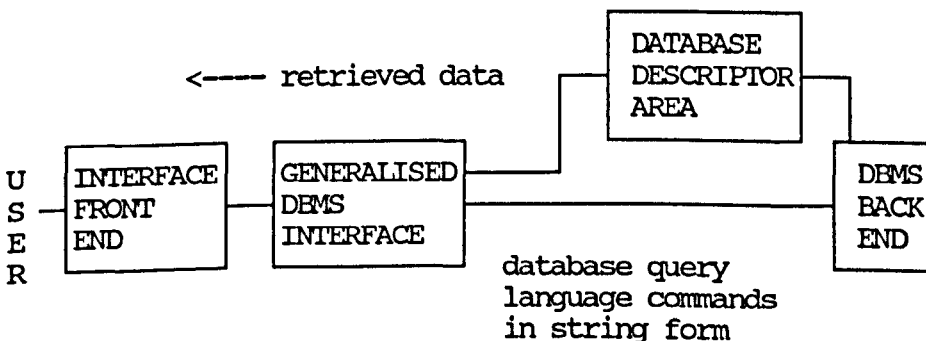 DATABASE
DESCRIPTOR
AREA
<---- retrieved data
U
S
E
R
INTERFACE
FRONT
END
GENERALISED
DBMS
INTERFACE
DBMS
BACK
END
database query
language commands
in string form